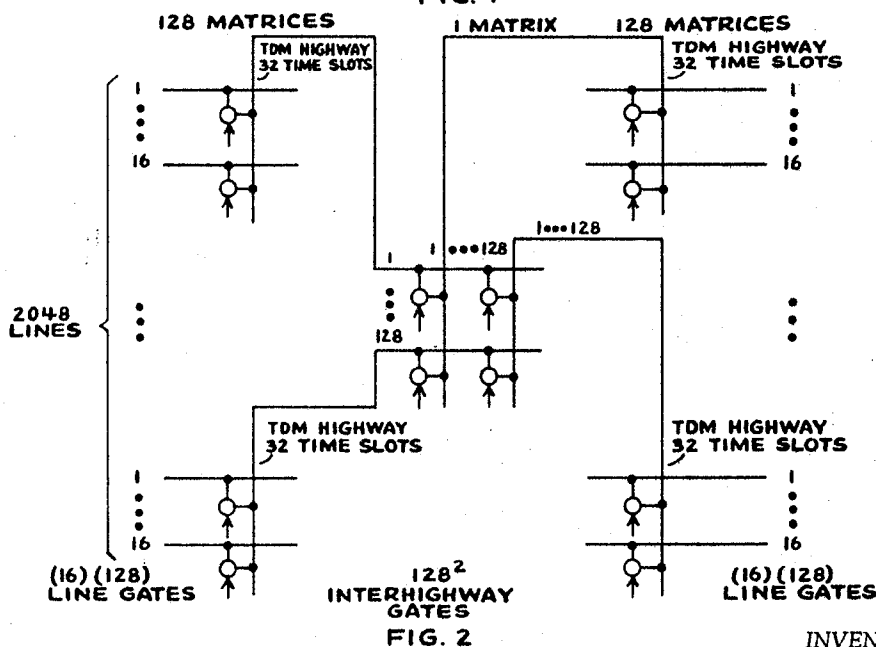 128 MATRICES
1 MATRIX
128 MATRICES
TDM HIGHWAY
32 TIME SLOTS
TDM HIGHWAY
32 TIME SLOTS
1
16
1
16
1•••128
1 •••128
1
128
2048
LINES
TDM HIGHWAY
32 TIME SLOTS
TDM HIGHWAY
32 TIME SLOTS
1
16
1
16
(16) (128)
LINE GATES
128²
INTERHIGHWAY
GATES
(16) (128)
LINE GATES
FIG. 2
INVEN